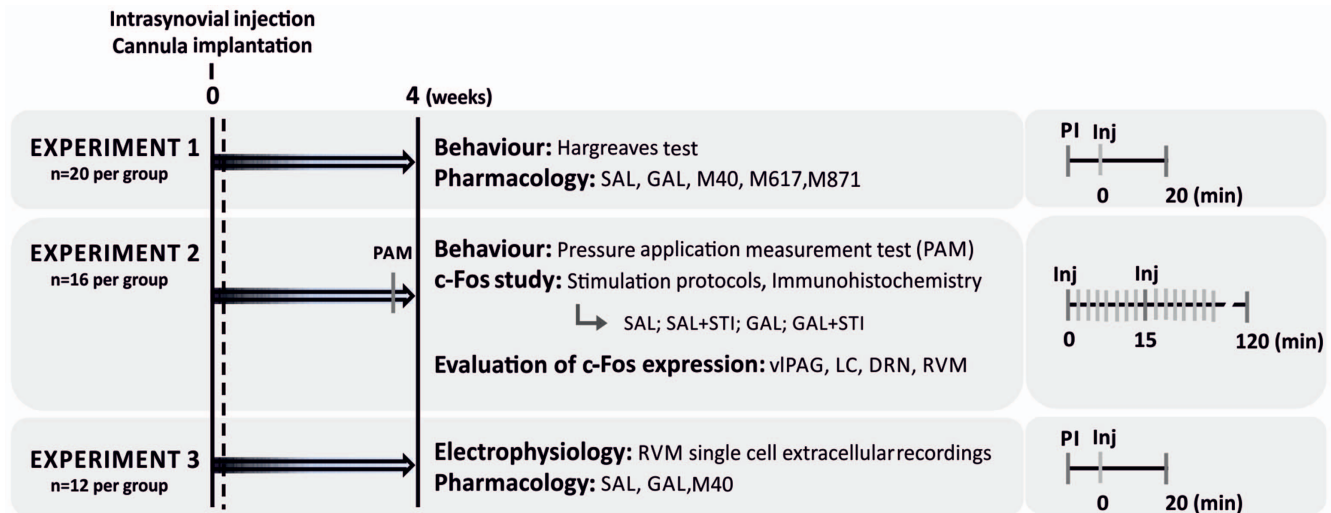 Intrasynovial injection
Cannula implantation
0
4 (weeks)
EXPERIMENT 1
n=20 per group
Behaviour: Hargreaves test
Pharmacology: SAL, GAL, M40, M617,M871
PI Inj
0 20 (min)
EXPERIMENT 2
n=16 per group
PAM
Behaviour: Pressure application measurement test (PAM)
c-Fos study: Stimulation protocols, Immunohistochemistry
SAL; SAL+STI; GAL; GAL+STI
Evaluation of c-Fos expression: vlPAG, LC, DRN, RVM
Inj Inj
0 15 120 (min)
EXPERIMENT 3
n=12 per group
Electrophysiology: RVM single cell extracellularrecordings
Pharmacology: SAL, GAL,M40
PI Inj
0 20 (min)